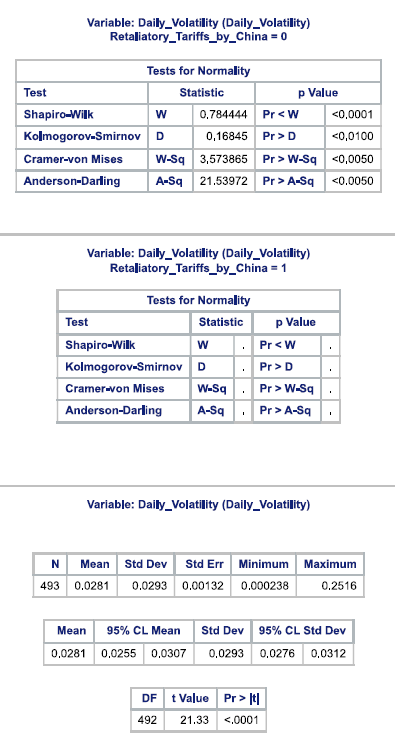 Variable: Daily_Volatility (Daily_Volatility)
Retaliatory_Tariffs_by_China = 0
Tests for Normality
Test Statistic p Value
Shapiro-Wilk W 0,784444 Pr < W <0,0001
Kolmogorov-Smirnov D 0,16845 Pr > D <0,0100
Cramer-von Mises W-Sq 3,573865 Pr > W-Sq <0,0050
Anderson-Darling A-Sq 21.53972 Pr > A-Sq <0.0050
Variable: Daily_Volatility (Daily_Volatility)
Retaliatory_Tariffs_by_China = 1
Tests for Normality
Test Statistic p Value
Shapiro-Wilk W . Pr < W .
Kolmogorov-Smirnov D . Pr > D .
Cramer-von Mises W-Sq . Pr > W-Sq .
Anderson-Darling A-Sq . Pr > A-Sq .
Variable: Daily_Volatility (Daily_Volatility)
N Mean Std Dev Std Err Minimum Maximum
493 0.0281 0.0293 0.00132 0.000238 0.2516
Mean 95% CL Mean Std Dev 95% CL Std Dev
0,0281 0,0255 0,0307 0,0293 0,0276 0,0312
DF t Value Pr > |t|
492 21.33 <.0001